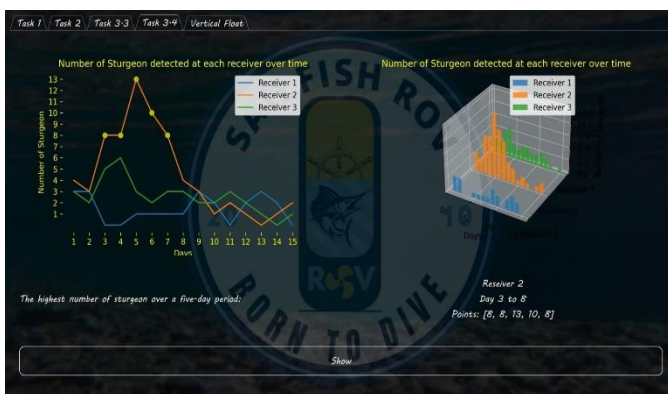 Task 1 Task 2 Task 3-3 Task 3-4 Vertical Float
Number of Sturgeon detected at each receiver over time
Receiver 1
Receiver 2
Receiver 3
Number of Sturgeon
13
12
11
10
9
8
7
6
5
4
3
2
1
1 2 3 4 5 6 7 8 9 10 11 12 13 14 15
Days
Number of Sturgeon detected at each receiver over time
Receiver 1
Receiver 2
Receiver 3
SAILFISH ROV
ROV
BORN TO DIVE
The highest number of sturgeon over a five-day period:
Reseiver 2
Day 3 to 8
Points: [8, 8, 13, 10, 8]
Show